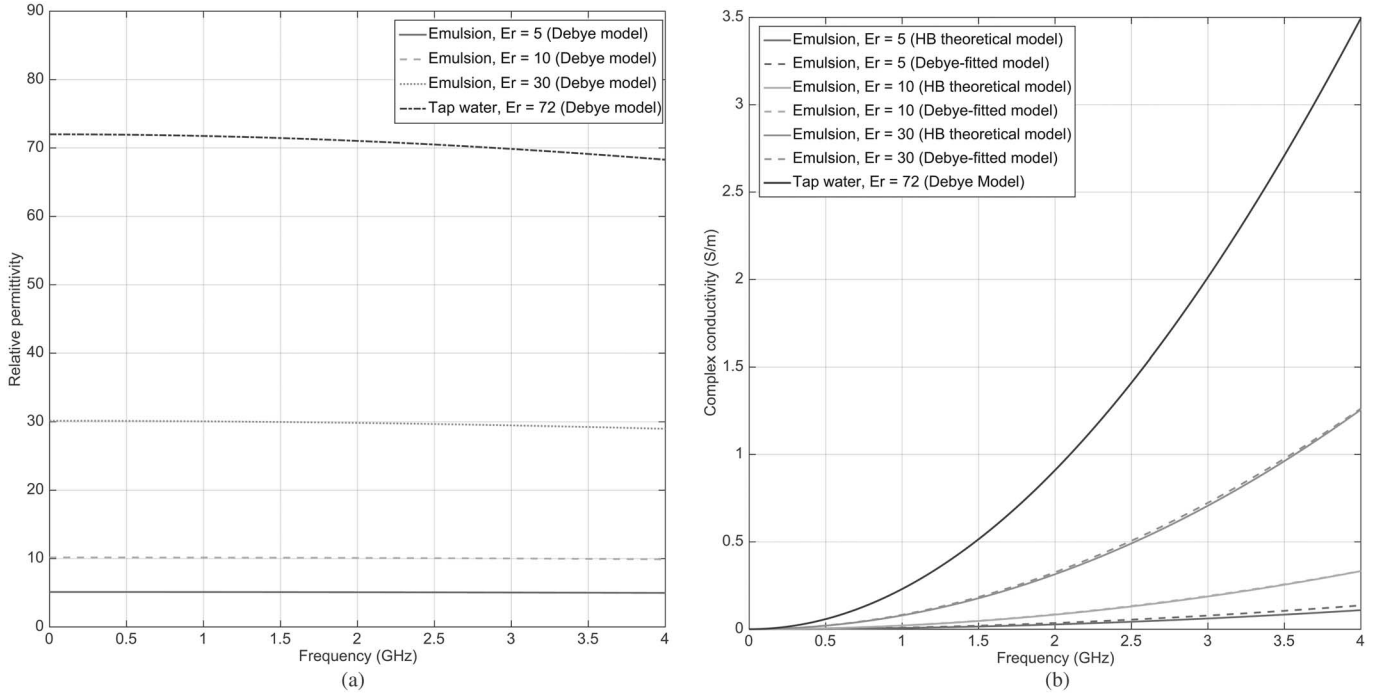 90
80
70
60
50
40
30
20
10
0
Relative permittivity
Emulsion, Er = 5 (Debye model)
Emulsion, Er = 10 (Debye model)
Emulsion, Er = 30 (Debye model)
Tap water, Er = 72 (Debye model)
0 0.5 1 1.5 2 2.5 3 3.5 4
Frequency (GHz)
(a)
3.5
3
2.5
2
1.5
1
0.5
0
Complex conductivity (S/m)
Emulsion, Er = 5 (HB theoretical model)
Emulsion, Er = 5 (Debye-fitted model)
Emulsion, Er = 10 (HB theoretical model)
Emulsion, Er = 10 (Debye-fitted model)
Emulsion, Er = 30 (HB theoretical model)
Emulsion, Er = 30 (Debye-fitted model)
Tap water, Er = 72 (Debye Model)
0 0.5 1 1.5 2 2.5 3 3.5 4
Frequency (GHz)
(b)